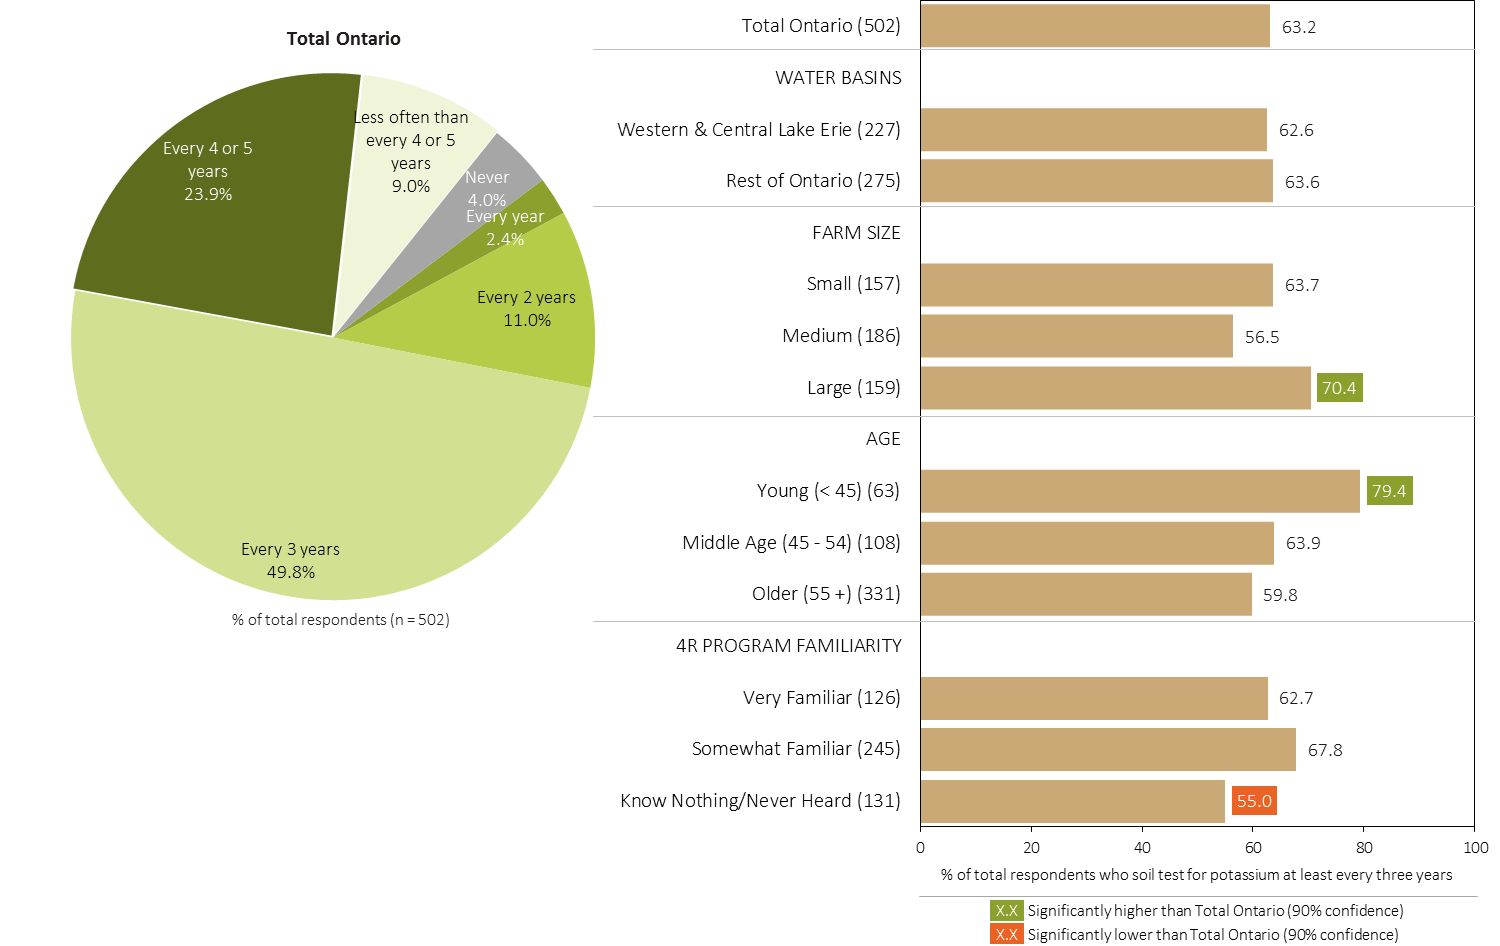 Total Ontario
Less often than
every 4 or 5
years
9.0%
Every 4 or 5
years
23.9%
Never
4.0%
Every year
2.4%
Every 2 years
11.0%
Every 3 years
49.8%
% of total respondents (n = 502)
Total Ontario (502) 63.2
WATER BASINS
Western & Central Lake Erie (227) 62.6
Rest of Ontario (275) 63.6
FARM SIZE
Small (157) 63.7
Medium (186) 56.5
Large (159) 70.4
AGE
Young (< 45) (63) 79.4
Middle Age (45 - 54) (108) 63.9
Older (55 +) (331) 59.8
4R PROGRAM FAMILIARITY
Very Familiar (126) 62.7
Somewhat Familiar (245) 67.8
Know Nothing/Never Heard (131) 55.0
0 20 40 60 80 100
% of total respondents who soil test for potassium at least every three years
X.X Significantly higher than Total Ontario (90% confidence)
X.X Significantly lower than Total Ontario (90% confidence)